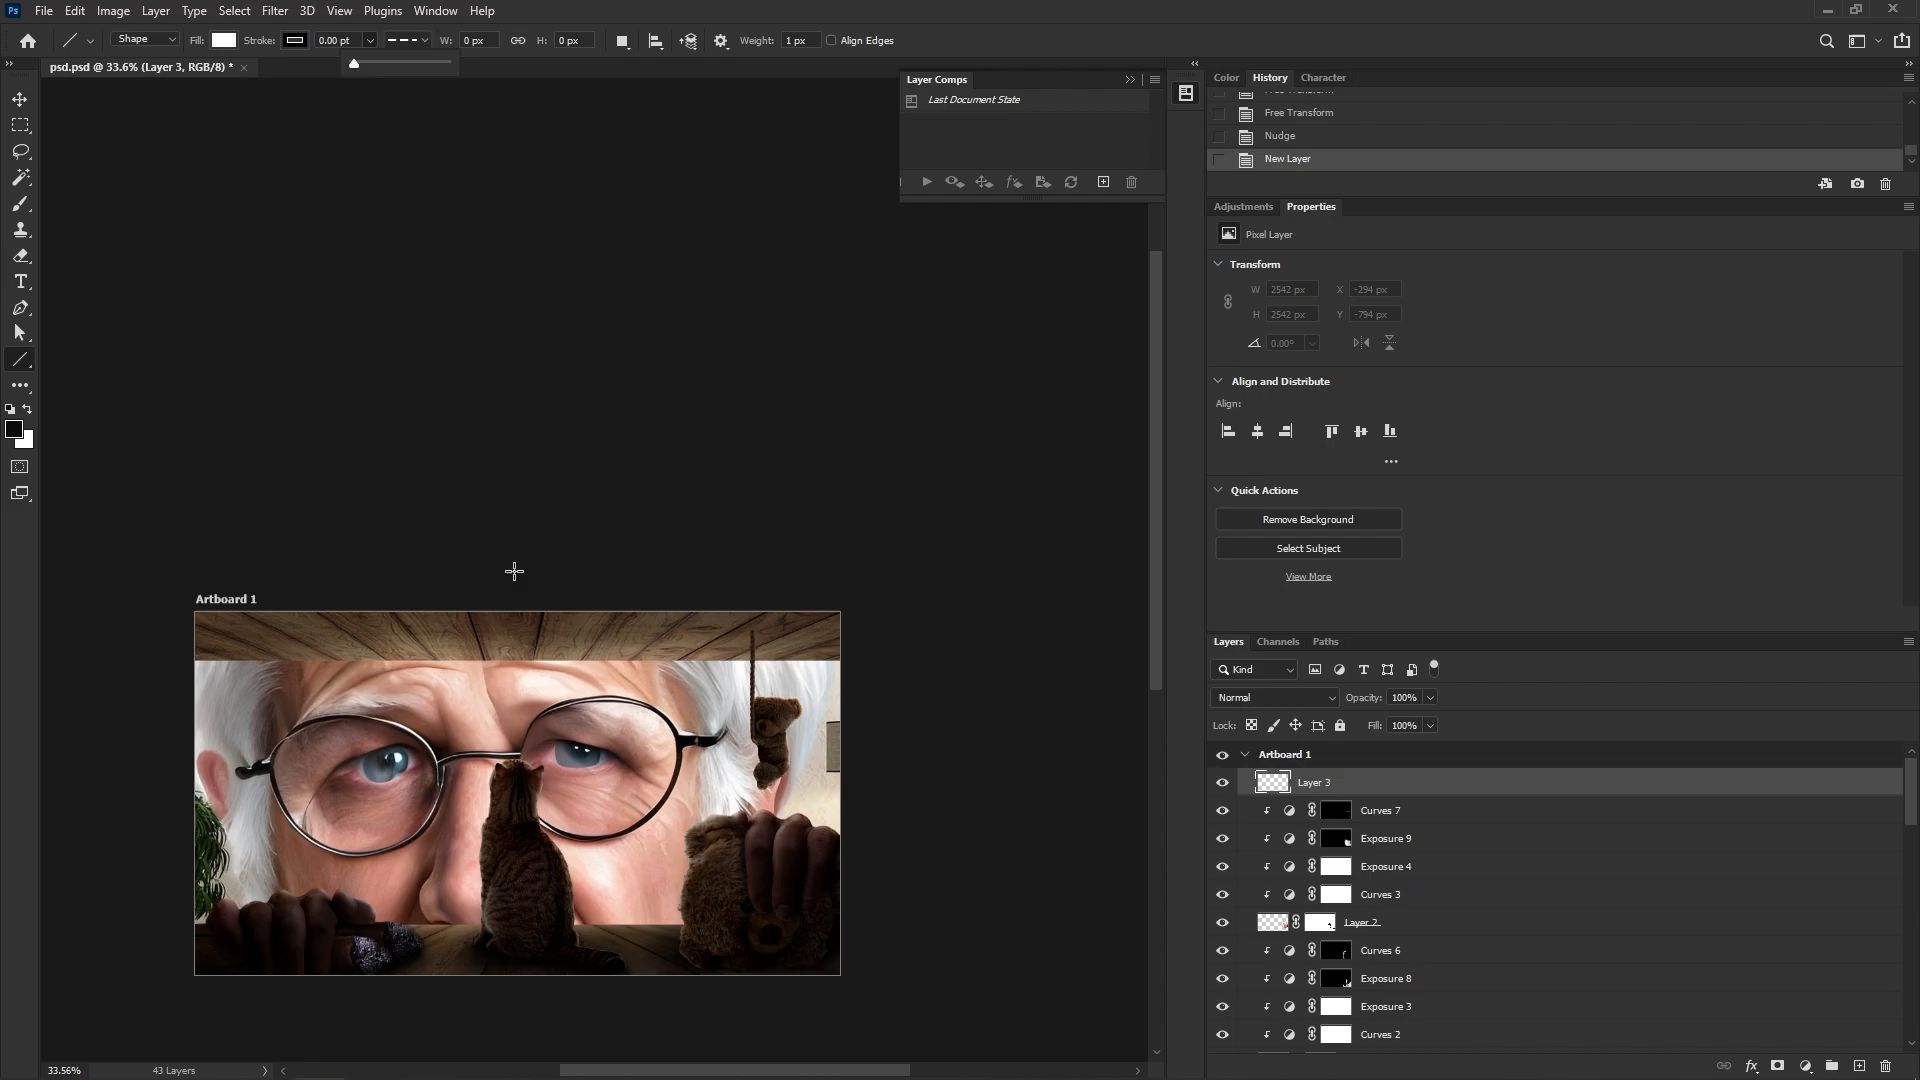 Ps File Edit Image Layer Type Select Filter 3D View Plugins Window Help
Shape Fill: Stroke: 0.00 pt W: 0 px H: 0 px Weight: 1 px Align Edges
psd.psd @ 33.6% (Layer 3, RGB/8) *
Layer Comps
Last Document State
Color History Character
Free Transform
Free Transform
Nudge
New Layer
Adjustments Properties
Pixel Layer
Transform
W 2542 px X -294 px
H 2542 px Y -794 px
0.00°
Align and Distribute
Align:
Quick Actions
Remove Background
Select Subject
View More
Artboard 1
Layers Channels Paths
Kind
Normal Opacity: 100%
Lock: Fill: 100%
Artboard 1
Layer 3
Curves 7
Exposure 9
Exposure 4
Curves 3
Layer 2
Curves 6
Exposure 8
Exposure 3
Curves 2
33.56% 43 Layers
fx